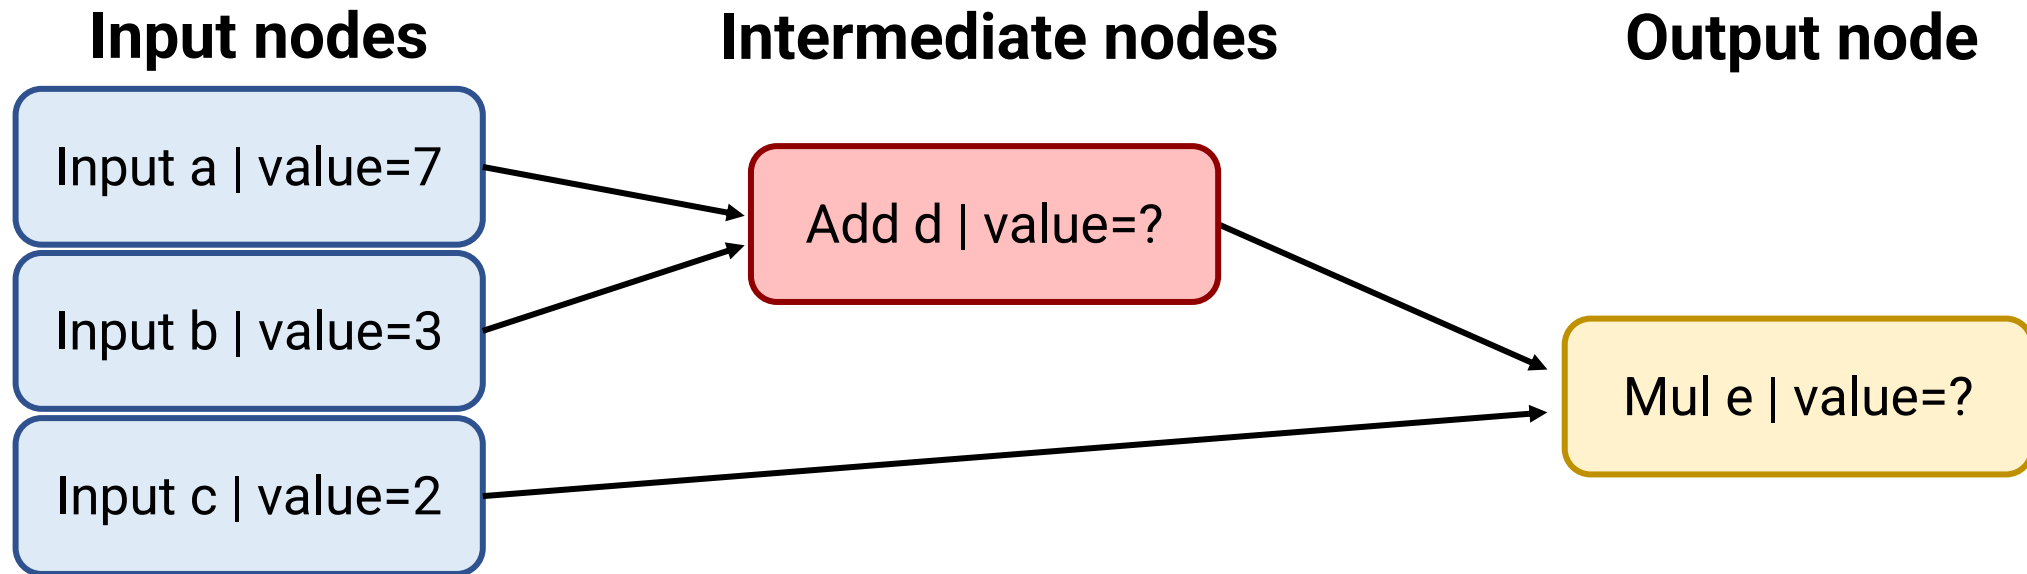 Input nodes
Intermediate nodes
Output node
Input a | value=7
Add d | value=?
Input b | value=3
Mul e | value=?
Input c | value=2